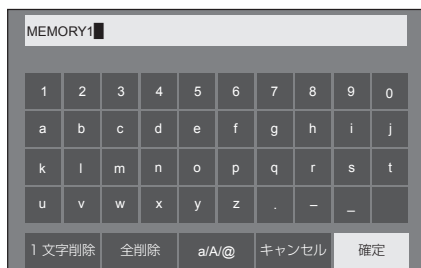 MEMORY1
1 2 3 4 5 6 7 8 9 0
a b c d e f g h i j
k l m n o p q r s t
u v w x y z . – _
1 文字削除 全削除 a/A/@ キャンセル 確定